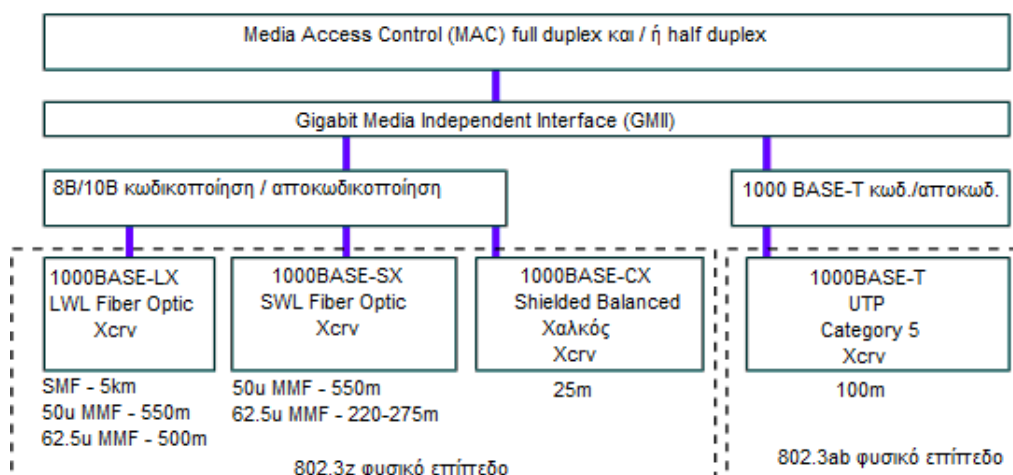 Media Access Control (MAC) full duplex και / ή half duplex
Gigabit Media Independent Interface (GMII)
8B/10B κωδικοποίηση / αποκωδικοποίηση
1000 BASE-T κωδ./αποκωδ.
1000BASE-LX
LWL Fiber Optic
Xcrv
1000BASE-SX
SWL Fiber Optic
Xcrv
1000BASE-CX
Shielded Balanced
Χαλκός
Xcrv
1000BASE-T
UTP
Category 5
Xcrv
SMF - 5km
50u MMF - 550m
62.5u MMF - 500m
50u MMF - 550m
62.5u MMF - 220-275m
25m
100m
802.3z φυσικό επίπεδο
802.3ab φυσικό επίπεδο